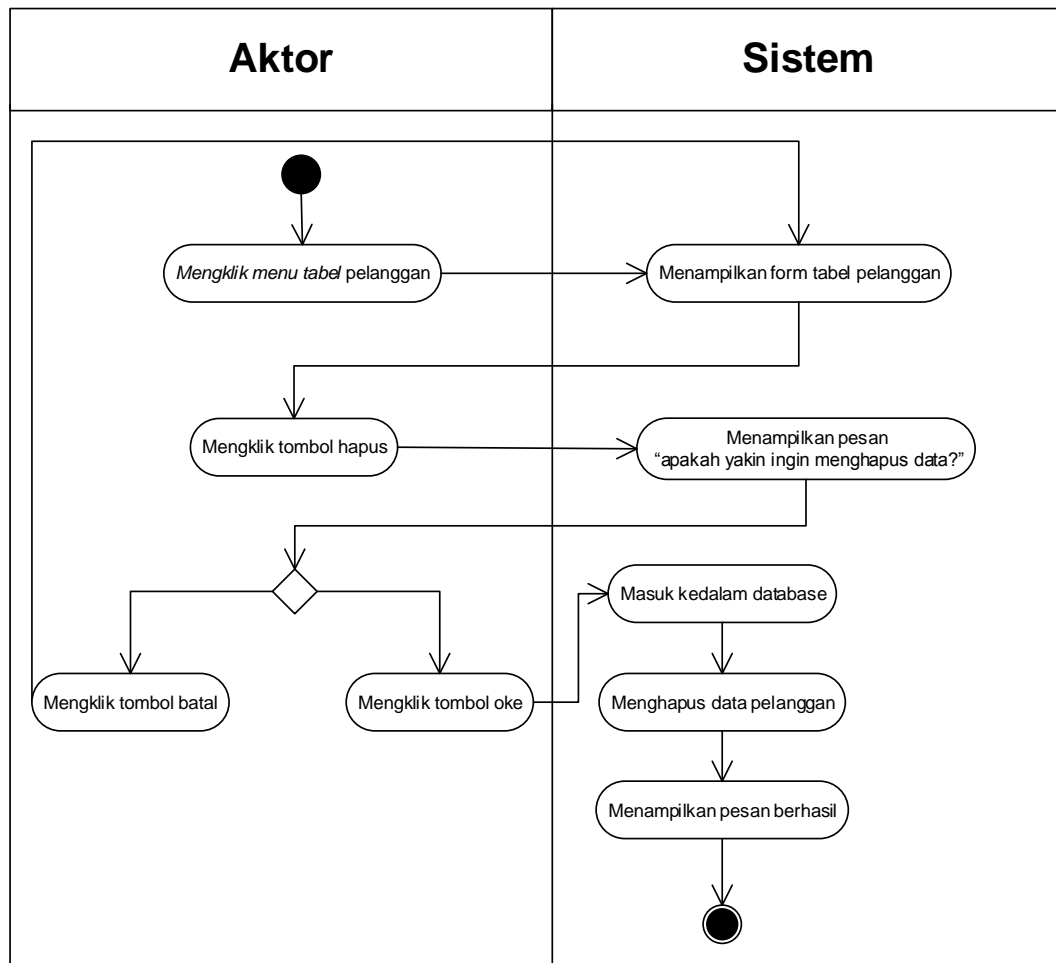 Aktor
Sistem
Mengklik menu tabel pelanggan
Menampilkan form tabel pelanggan
Mengklik tombol hapus
Menampilkan pesan
“apakah yakin ingin menghapus data?”
Masuk kedalam database
Mengklik tombol batal
Mengklik tombol oke
Menghapus data pelanggan
Menampilkan pesan berhasil